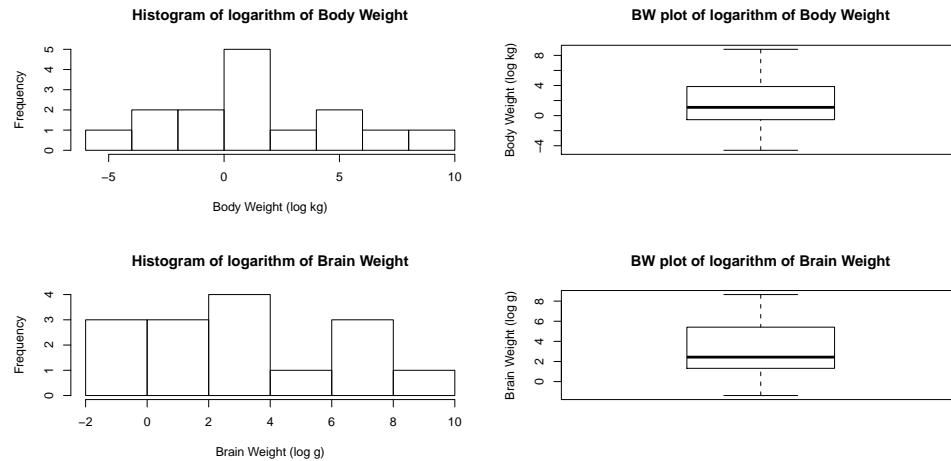 Histogram of logarithm of Body Weight
Frequency
0 1 2 3 4 5
−5 0 5 10
Body Weight (log kg)
BW plot of logarithm of Body Weight
Body Weight (log kg)
−4 0 4 8
Histogram of logarithm of Brain Weight
Frequency
0 1 2 3 4
−2 0 2 4 6 8 10
Brain Weight (log g)
BW plot of logarithm of Brain Weight
Brain Weight (log g)
0 2 4 6 8